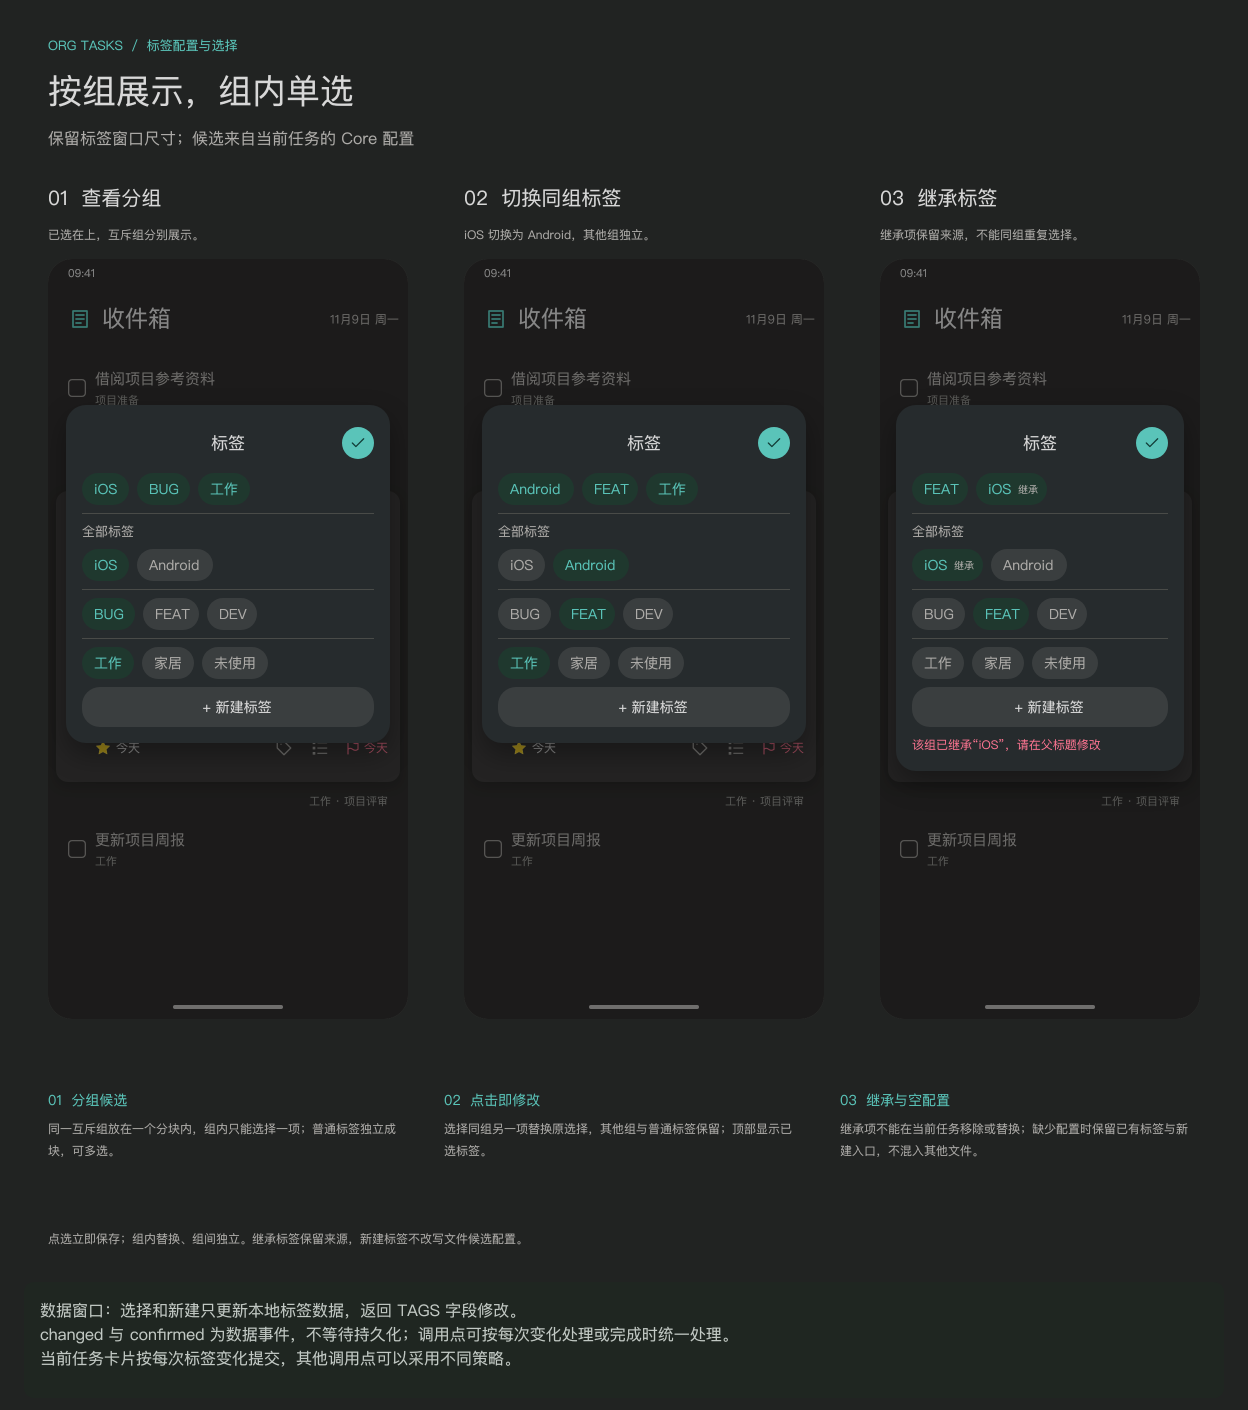 ORG TASKS / 标签配置与选择
按组展示，组内单选
保留标签窗口尺寸；候选来自当前任务的 Core 配置
01 查看分组
已选在上，互斥组分别展示。
09:41
收件箱
11月9日 周一
借阅项目参考资料
项目准备
标签
iOS BUG 工作
全部标签
iOS Android
BUG FEAT DEV
工作 家居 未使用
+ 新建标签
今天 今天
工作 · 项目评审
更新项目周报
工作
02 切换同组标签
iOS 切换为 Android，其他组独立。
09:41
收件箱
11月9日 周一
借阅项目参考资料
项目准备
标签
Android FEAT 工作
全部标签
iOS Android
BUG FEAT DEV
工作 家居 未使用
+ 新建标签
今天 今天
工作 · 项目评审
更新项目周报
工作
03 继承标签
继承项保留来源，不能同组重复选择。
09:41
收件箱
11月9日 周一
借阅项目参考资料
项目准备
标签
FEAT iOS 继承
全部标签
iOS 继承 Android
BUG FEAT DEV
工作 家居 未使用
+ 新建标签
该组已继承“iOS”，请在父标题修改
工作 · 项目评审
更新项目周报
工作
01 分组候选
同一互斥组放在一个分块内，组内只能选择一项；普通标签独立成
块，可多选。
02 点击即修改
选择同组另一项替换原选择，其他组与普通标签保留；顶部显示已
选标签。
03 继承与空配置
继承项不能在当前任务移除或替换；缺少配置时保留已有标签与新
建入口，不混入其他文件。
点选立即保存；组内替换、组间独立。继承标签保留来源，新建标签不改写文件候选配置。
数据窗口：选择和新建只更新本地标签数据，返回 TAGS 字段修改。
changed 与 confirmed 为数据事件，不等待持久化；调用点可按每次变化处理或完成时统一处理。
当前任务卡片按每次标签变化提交，其他调用点可以采用不同策略。